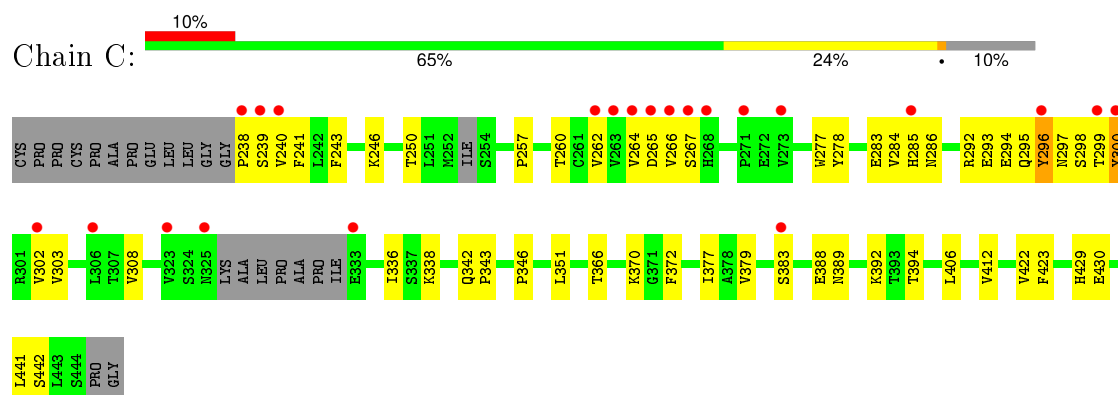 10%
Chain C:
65%
24%
•
10%
CYS PRO PRO CYS PRO ALA PRO GLU LEU LEU GLY GLY P238 S239 V240 F241 L242 F243 K246 T250 L251 M252 ILE S254 P257 T260 C261 V262 V263 V264 D265 V266 S267 H268 P271 E272 V273 W277 Y278 E283 V284 H285 N286 R292 E293 E294 Q295 Y296 N297 S298 T299
R301 V302 V303 L306 T307 V308 V323 S324 N325 LYS ALA LEU PRO ALA PRO ILE E333 I336 S337 K338 Q342 P343 P346 L351 T366 K370 G371 F372 I377 A378 V379 S383 E388 N389 K392 T393 T394 L406 V412 V422 F423 H429 E430
L441 S442 L443 S444 PRO GLY